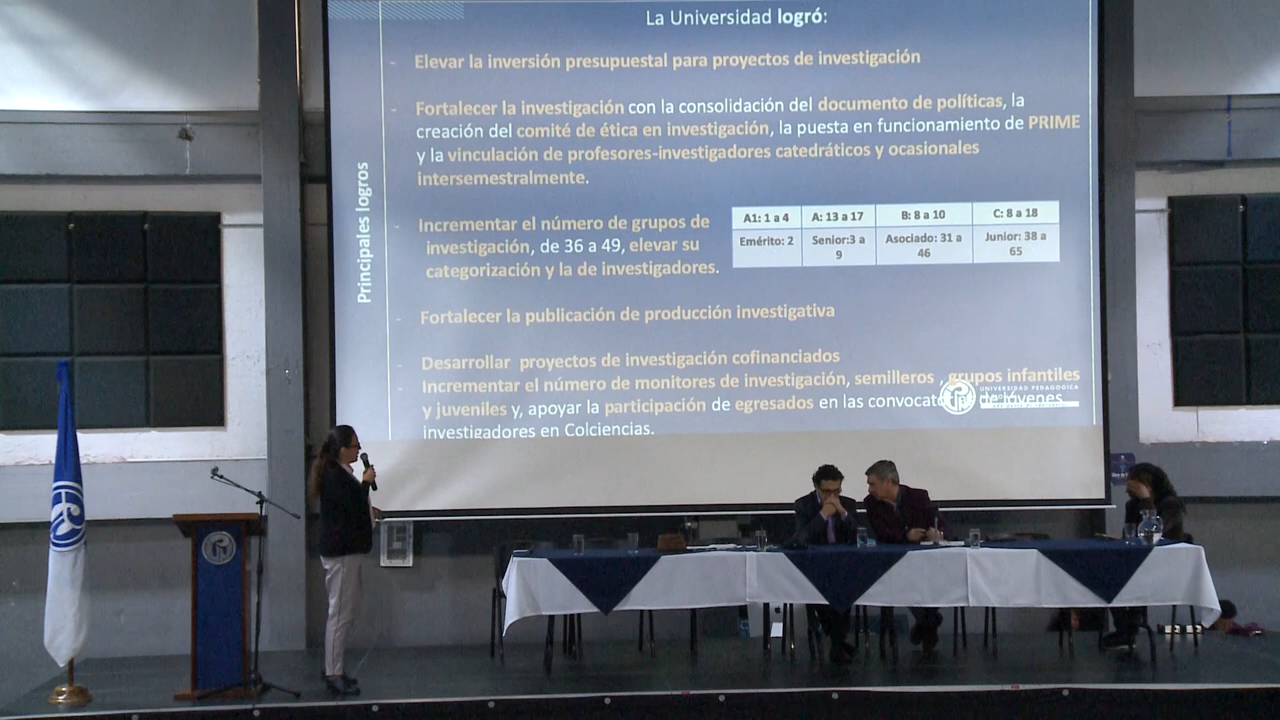 La Universidad logró:
- Elevar la inversión presupuestal para proyectos de investigación
- Fortalecer la investigación con la consolidación del documento de políticas, la
creación del comité de ética en investigación, la puesta en funcionamiento de PRIME
y la vinculación de profesores-investigadores catedráticos y ocasionales
intersemestralmente.
Principales logros
- Incrementar el número de grupos de
investigación, de 36 a 49, elevar su
categorización y la de investigadores.
A1: 1 a 4 A: 13 a 17 B: 8 a 10 C: 8 a 18
Emérito: 2 Senior:3 a 9 Asociado: 31 a 46 Junior: 38 a 65
- Fortalecer la publicación de producción investigativa
- Desarrollar proyectos de investigación cofinanciados
- Incrementar el número de monitores de investigación, semilleros , grupos infantiles
y juveniles y, apoyar la participación de egresados en las de jóvenes
investigadores en Colciencias.
UNIVERSIDAD PEDAGOGICA